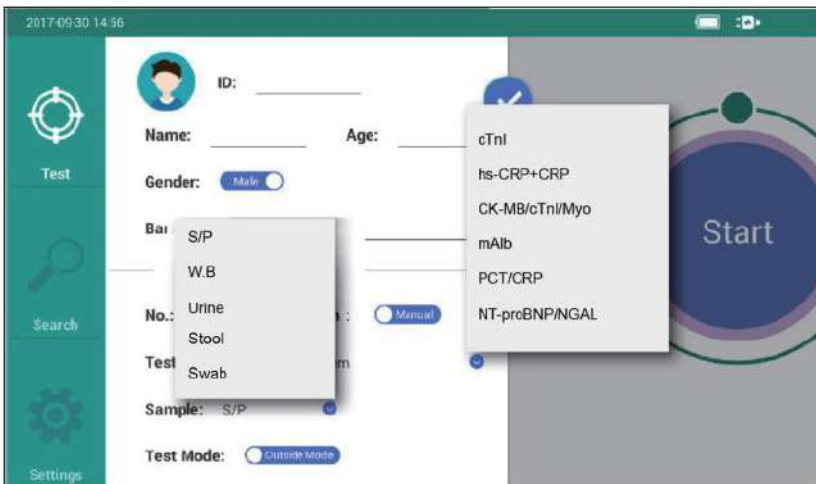 2017-09-30 14:56
ID:
Name: Age:
Test
Gender: Male
Bar
S/P
W.B
Urine
Stool
Swab
cTnI
hs-CRP+CRP
CK-MB/cTnI/Myo
mAlb
PCT/CRP
NT-proBNP/NGAL
Start
No.: : Manual
Search
Test
Sample: S/P
Test Mode: Outside Mode
Settings